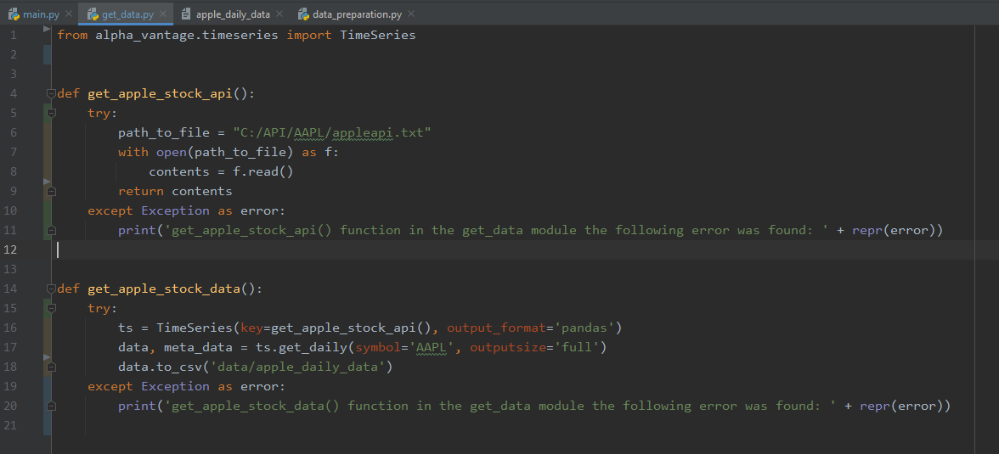 main.py get_data.py apple_daily_data data_preparation.py
1 from alpha_vantage.timeseries import TimeSeries
2
3
4 def get_apple_stock_api():
5     try:
6         path_to_file = "C:/API/AAPL/appleapi.txt"
7         with open(path_to_file) as f:
8             contents = f.read()
9         return contents
10     except Exception as error:
11         print('get_apple_stock_api() function in the get_data module the following error was found: ' + repr(error))
12
13
14 def get_apple_stock_data():
15     try:
16         ts = TimeSeries(key=get_apple_stock_api(), output_format='pandas')
17         data, meta_data = ts.get_daily(symbol='AAPL', outputsize='full')
18         data.to_csv('data/apple_daily_data')
19     except Exception as error:
20         print('get_apple_stock_data() function in the get_data module the following error was found: ' + repr(error))
21